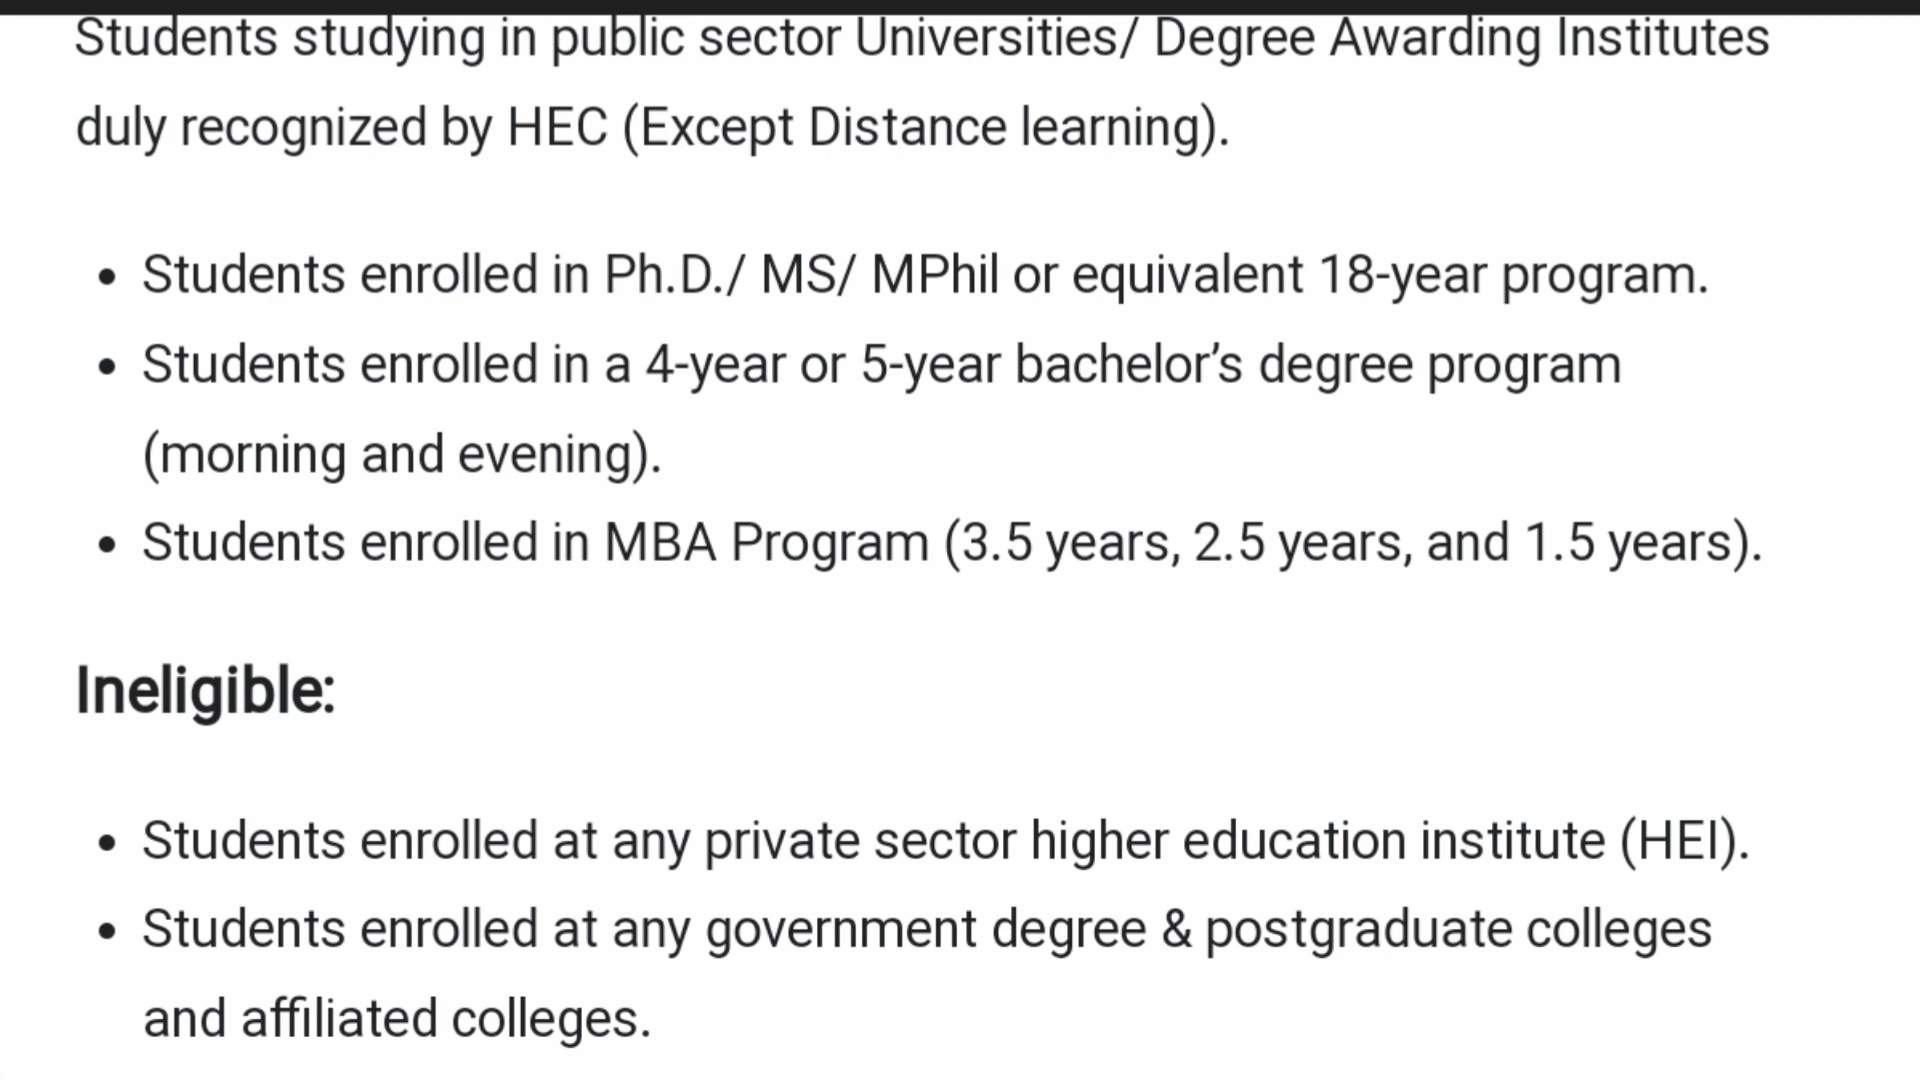 Students studying in public sector Universities/ Degree Awarding Institutes
duly recognized by HEC (Except Distance learning).
• Students enrolled in Ph.D./ MS/ MPhil or equivalent 18-year program.
• Students enrolled in a 4-year or 5-year bachelor’s degree program
(morning and evening).
• Students enrolled in MBA Program (3.5 years, 2.5 years, and 1.5 years).
Ineligible:
• Students enrolled at any private sector higher education institute (HEI).
• Students enrolled at any government degree & postgraduate colleges
and affiliated colleges.